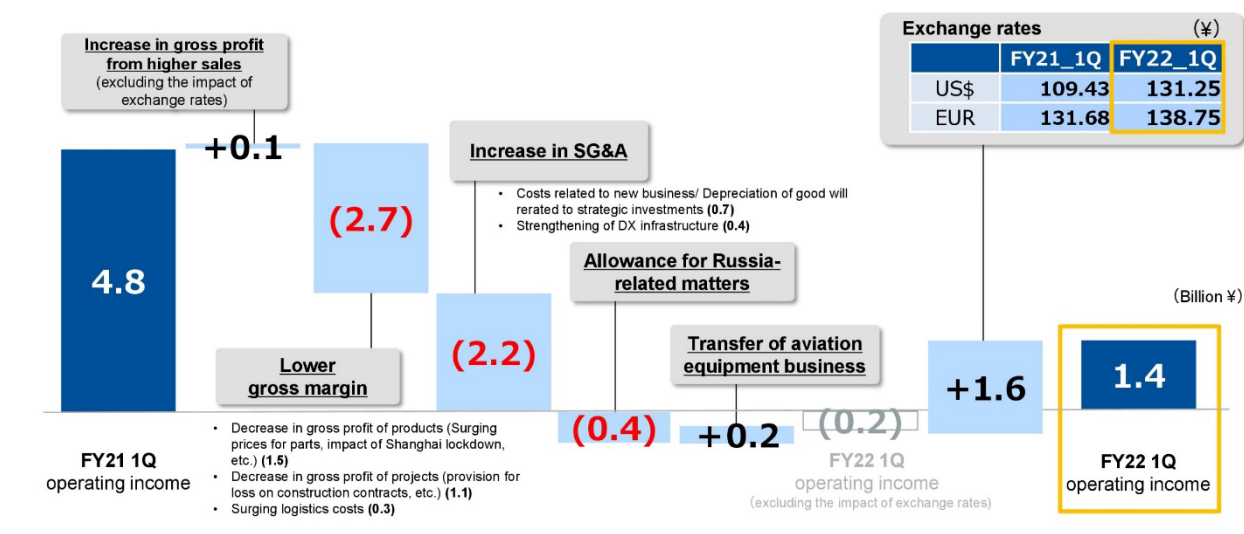 Increase in gross profit
from higher sales
(excluding the impact of
exchange rates)
+0.1
4.8
FY21 1Q
operating income
(2.7)
Lower
gross margin
• Decrease in gross profit of products (Surging
prices for parts, impact of Shanghai lockdown,
etc.) (1.5)
• Decrease in gross profit of projects (provision for
loss on construction contracts, etc.) (1.1)
• Surging logistics costs (0.3)
Increase in SG&A
• Costs related to new business/ Depreciation of good will
rerated to strategic investments (0.7)
• Strengthening of DX infrastructure (0.4)
(2.2)
Allowance for Russia-
related matters
(0.4)
Transfer of aviation
equipment business
+0.2
(0.2)
FY22 1Q
operating income
(excluding the impact of exchange rates)
Exchange rates (¥)
FY21_1Q FY22_1Q
US$ 109.43 131.25
EUR 131.68 138.75
+1.6
(Billion ¥)
1.4
FY22 1Q
operating income